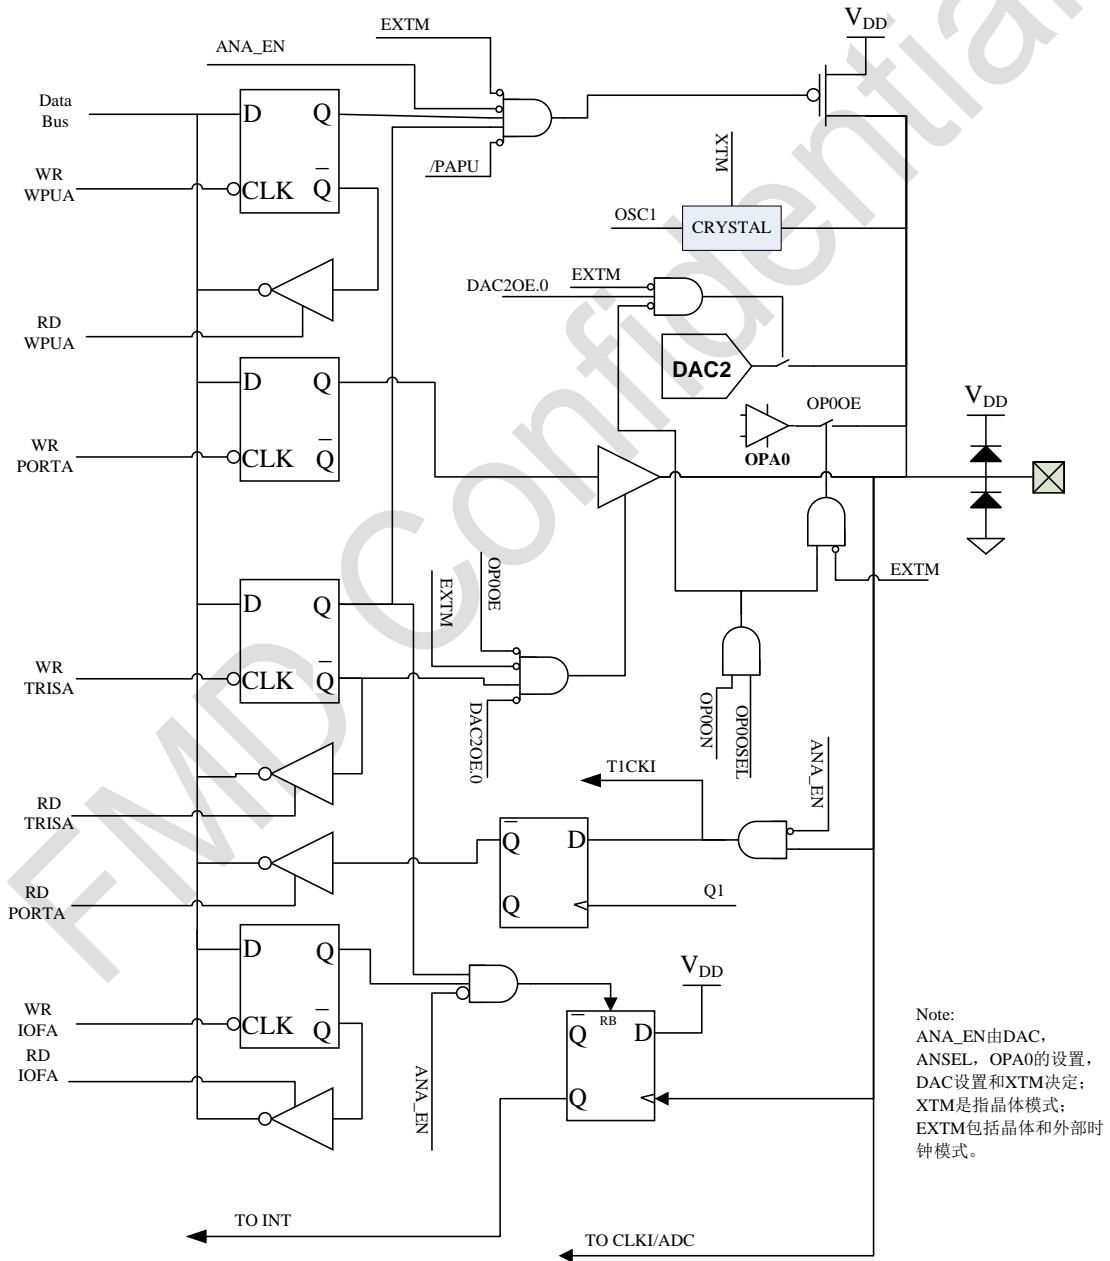 FMD Confidential
EXTM
V DD
ANA_EN
Data
Bus
D
Q
WR
WPUA
CLK
Q
/PAPU
XTM
OSC1
CRYSTAL
EXTM
DAC2OE.0
RD
WPUA
DAC2
D
Q
OP0OE
V DD
WR
PORTA
CLK
Q
OPA0
OP0OE
EXTM
EXTM
D
Q
WR
TRISA
CLK
Q
DAC2OE.0
OP0ON
OP0OSEL
ANA_EN
T1CKI
RD
TRISA
Q
D
RD
PORTA
Q
Q1
D
Q
V DD
WR
IOFA
CLK
Q
RB
Q
D
RD
IOFA
ANA_EN
Q
Note:
ANA_EN由DAC,
ANSEL，OPA0的设置，
DAC设置和XTM决定；
XTM是指晶体模式；
EXTM包括晶体和外部时
钟模式。
TO INT
TO CLKI/ADC